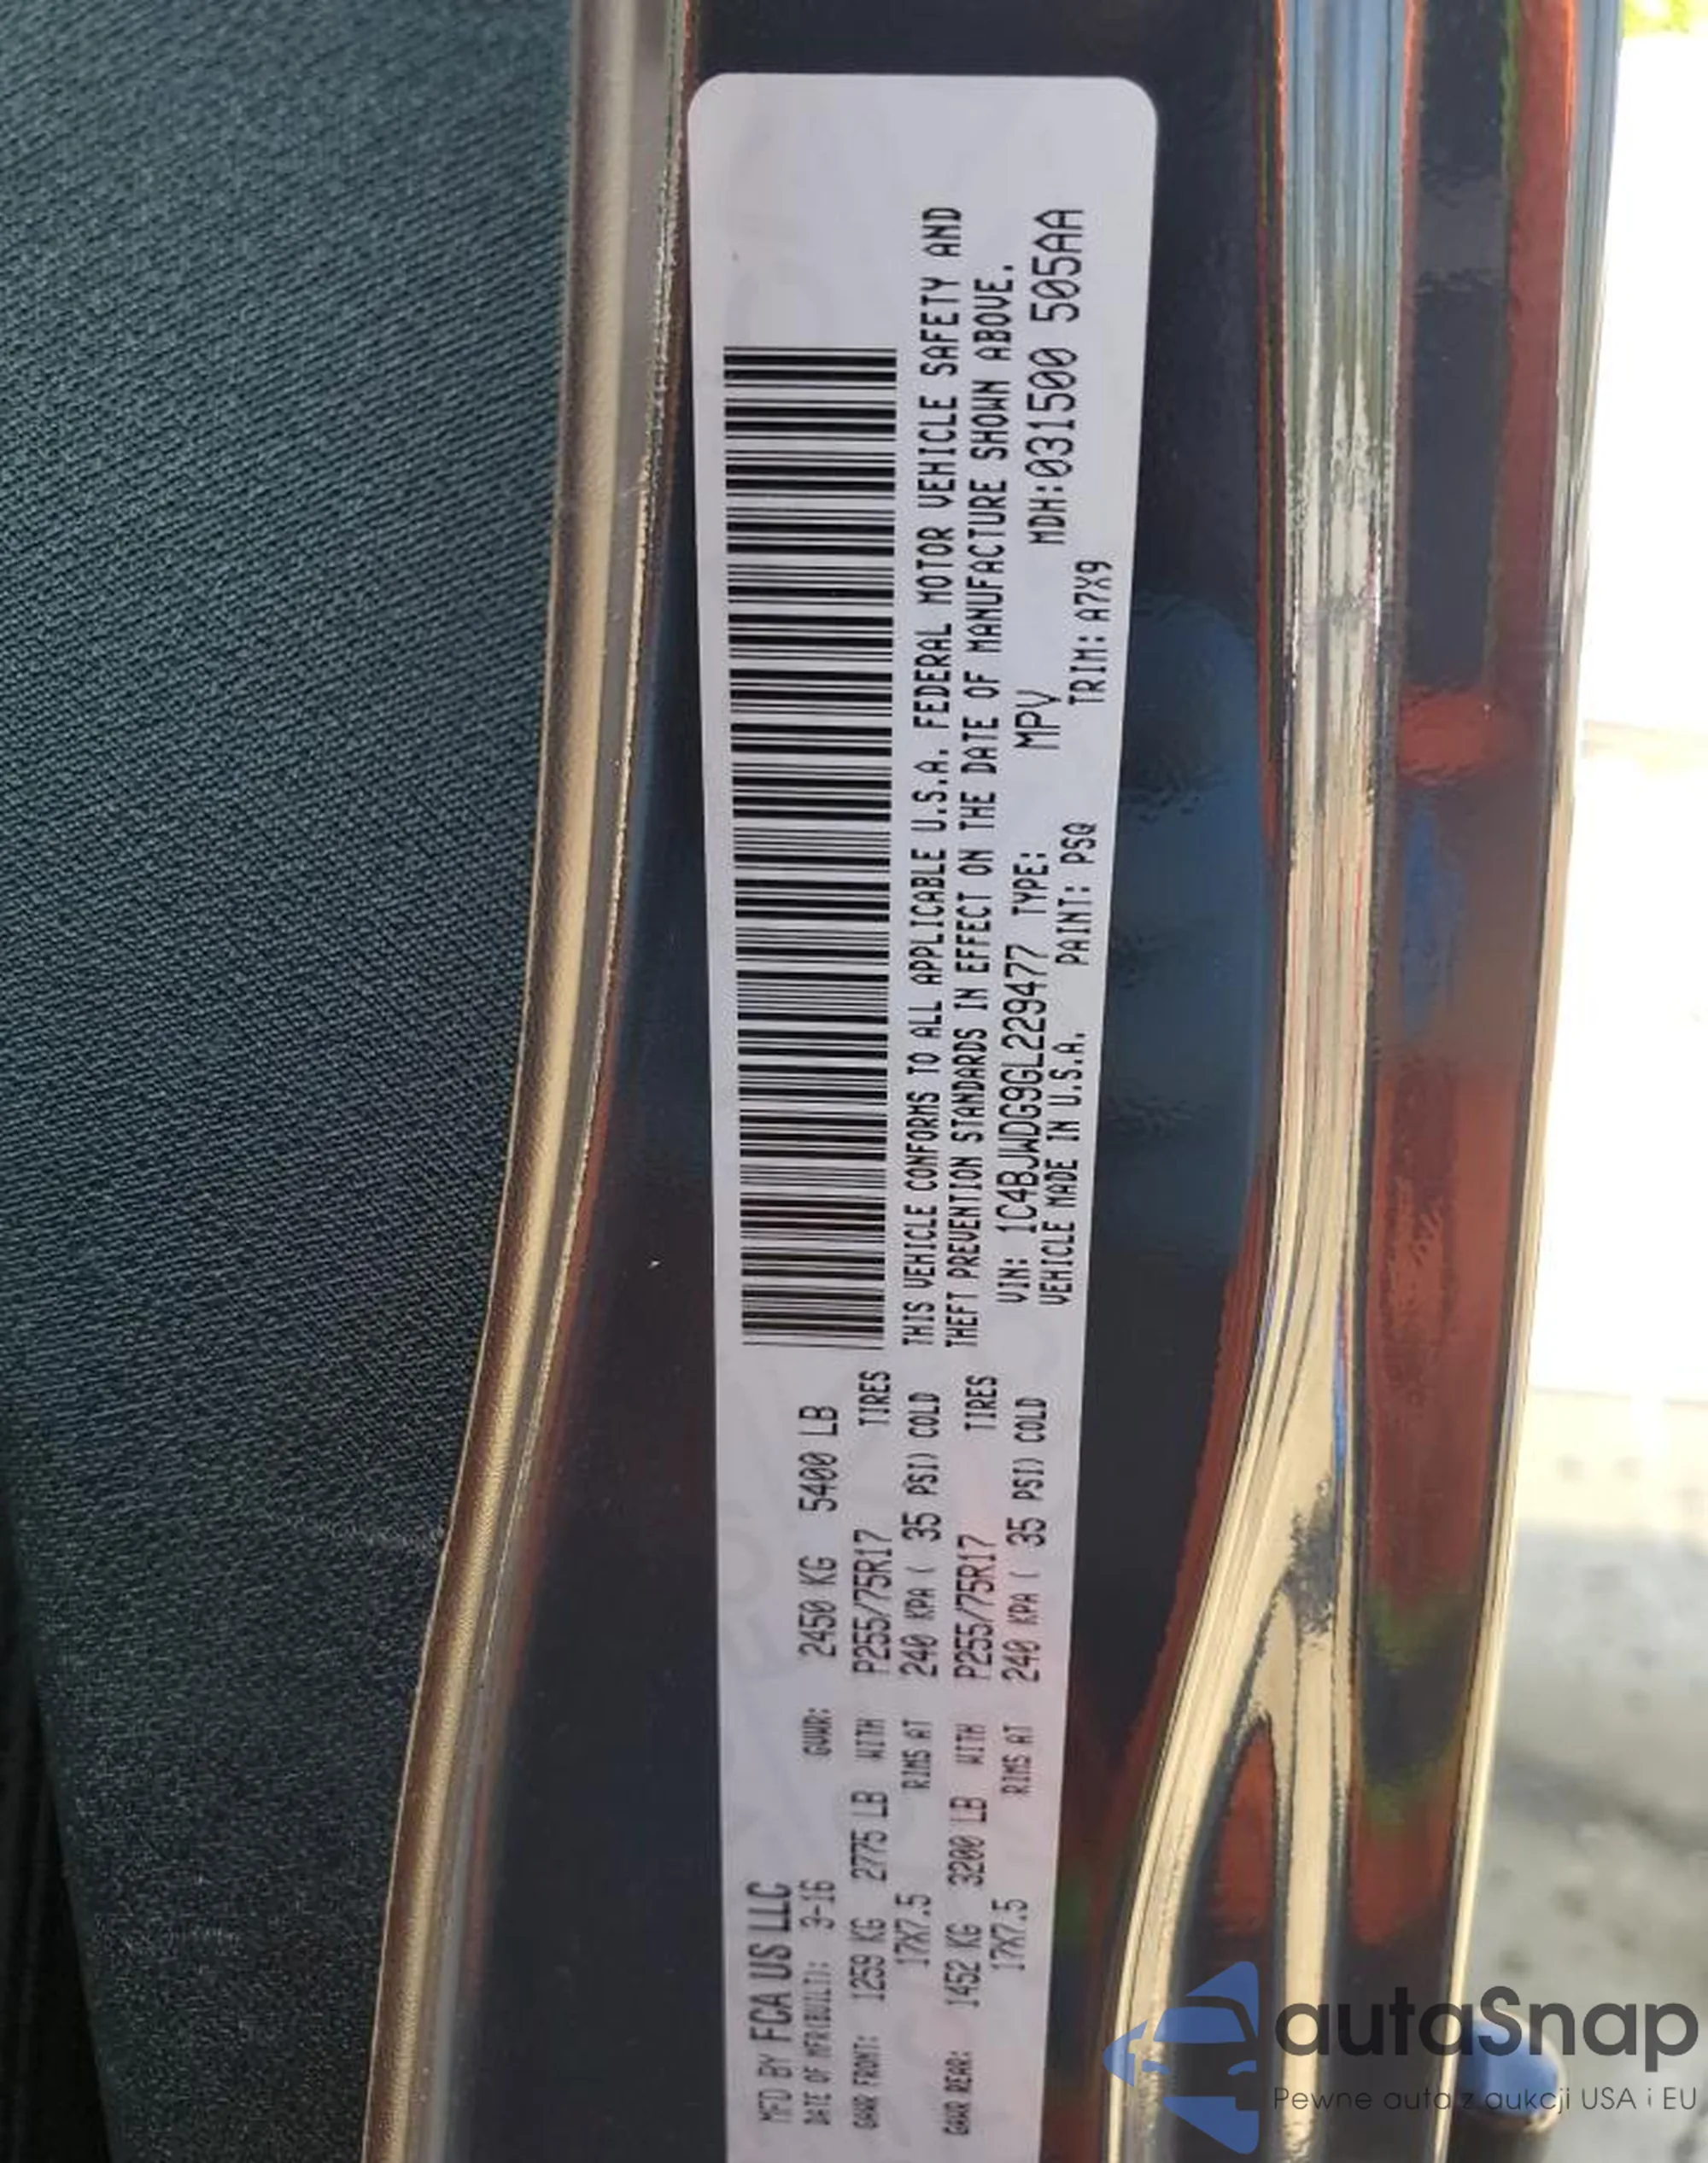 MFD BY FCA US LLC
DATE OF MFR(BUILT): 3-16 GVWR: 2450 KG 5400 LB
GAWR FRONT: 1259 KG 2775 LB WITH P255/75R17 TIRES
17X7.5 RIMS AT 240 KPA ( 35 PSI) COLD
GAWR REAR: 1452 KG 3200 LB WITH P255/75R17 TIRES
17X7.5 RIMS AT 240 KPA ( 35 PSI) COLD
THIS VEHICLE CONFORMS TO ALL APPLICABLE U.S.A. FEDERAL MOTOR VEHICLE SAFETY AND
THEFT PREVENTION STANDARDS IN EFFECT ON THE DATE OF MANUFACTURE SHOWN ABOVE.
VIN: 1C4BJWDG9GL229477 TYPE: MPV MDH:031500 505AA
VEHICLE MADE IN U.S.A. PAINT: PSQ TRIM: A7X9
autaSnap
Pewne auta z aukcji USA i EU